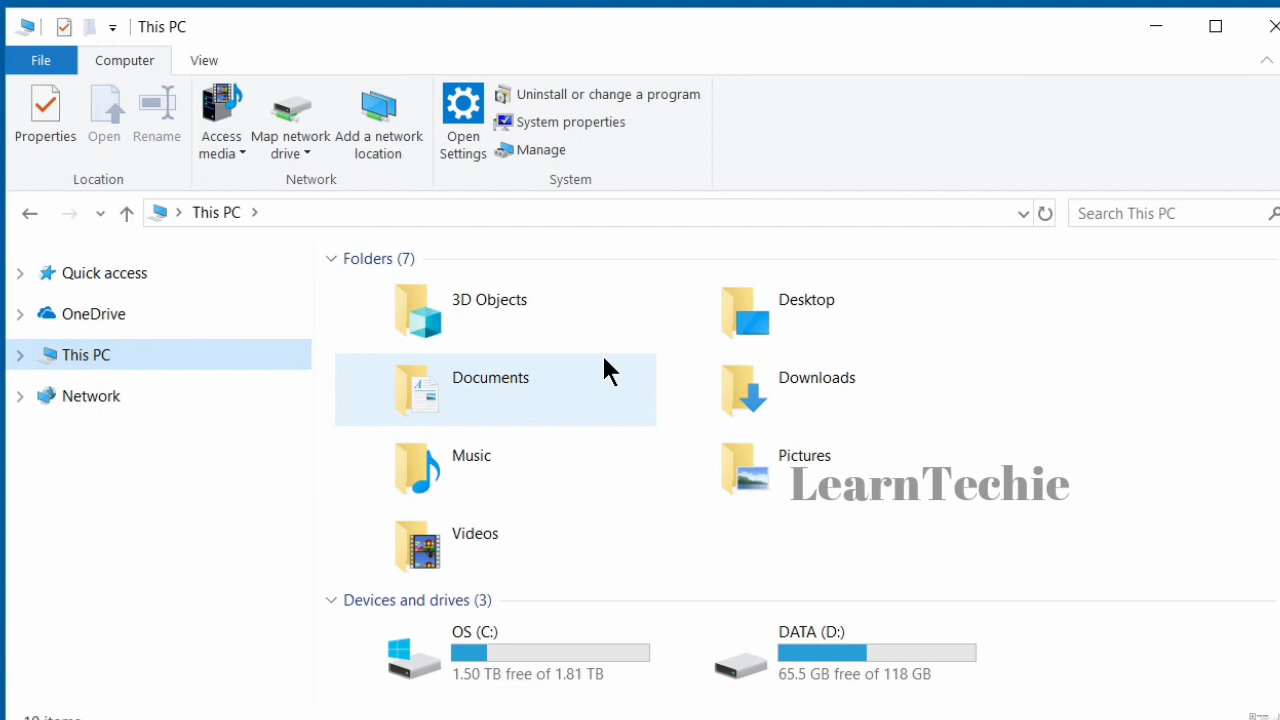 This PC
File
Computer
View
Properties
Open
Rename
Access media
Map network drive
Add a network location
Open Settings
Uninstall or change a program
System properties
Manage
Location
Network
System
This PC
Search This PC
Quick access
OneDrive
This PC
Network
Folders (7)
3D Objects
Desktop
Documents
Downloads
Music
Pictures
LearnTechie
Videos
Devices and drives (3)
OS (C:)
1.50 TB free of 1.81 TB
DATA (D:)
65.5 GB free of 118 GB
10 items